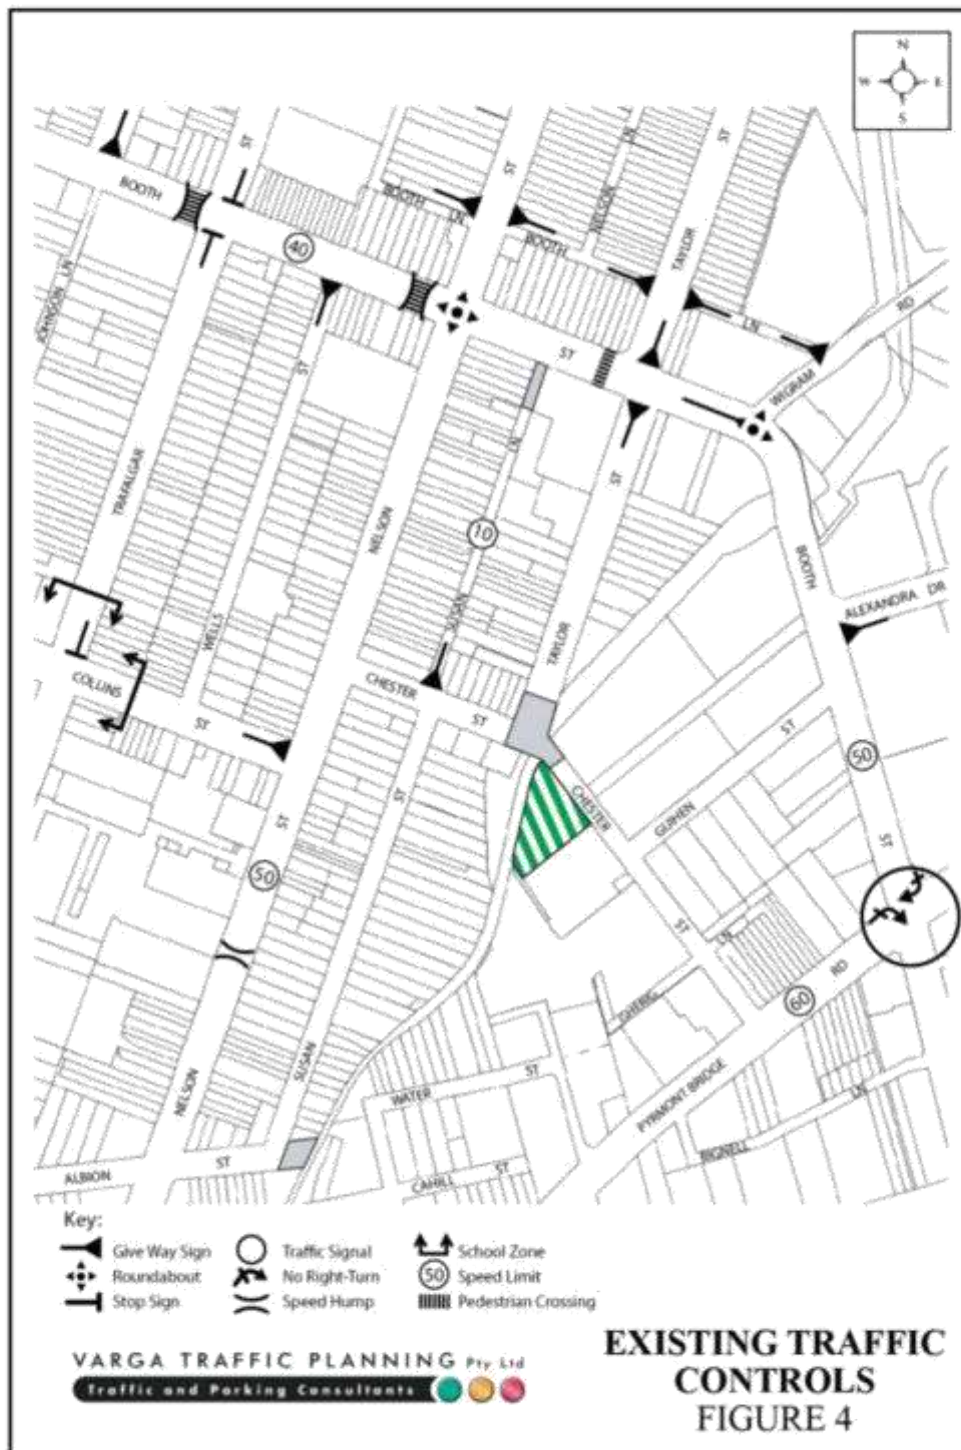 N
W E
S
BOOTH
ST
BOOTH
LN
ST
LN
NELSON
ST
TAYLOR
BOOTH
LN
RD
WIGRAM
40
ST
LN
ST
LN
ST
TRAFALGAR
NELSON
10
BOOTH
ALEXANDRA DR
SUSAN
TAYLOR
WELLS
CHESTER
ST
COLLINS
ST
ST
50
CHESTER
GUIHEN
ST
ST
ST
50
ST
LN
RD
60
SUSAN
NELSON
WATER
ST
PYRMONT BRIDGE
LN
BIGNELL
ALBION
ST
CAHILL
ST
Key:
Give Way Sign
Traffic Signal
School Zone
Roundabout
No Right-Turn
50
Speed Limit
Stop Sign
Speed Hump
Pedestrian Crossing
VARGA TRAFFIC PLANNING Pty Ltd
Traffic and Parking Consultants
EXISTING TRAFFIC
CONTROLS
FIGURE 4